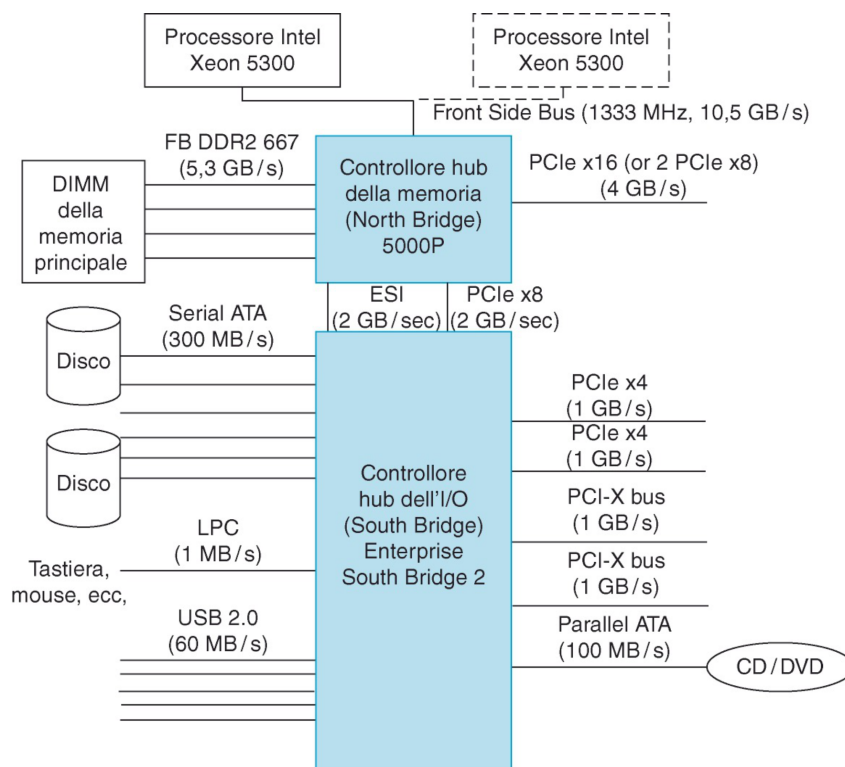 Processore Intel
Xeon 5300
Processore Intel
Xeon 5300
Front Side Bus (1333 MHz, 10,5 GB/s)
FB DDR2 667
(5,3 GB/s)
DIMM
della
memoria
principale
Controllore hub
della memoria
(North Bridge)
5000P
PCIe x16 (or 2 PCIe x8)
(4 GB/s)
ESI
(2 GB/sec)
PCIe x8
(2 GB/sec)
Serial ATA
(300 MB/s)
Disco
Disco
LPC
(1 MB/s)
Tastiera,
mouse, ecc,
USB 2.0
(60 MB/s)
Controllore
hub dell'I/O
(South Bridge)
Enterprise
South Bridge 2
PCIe x4
(1 GB/s)
PCIe x4
(1 GB/s)
PCI-X bus
(1 GB/s)
PCI-X bus
(1 GB/s)
Parallel ATA
(100 MB/s)
CD/DVD